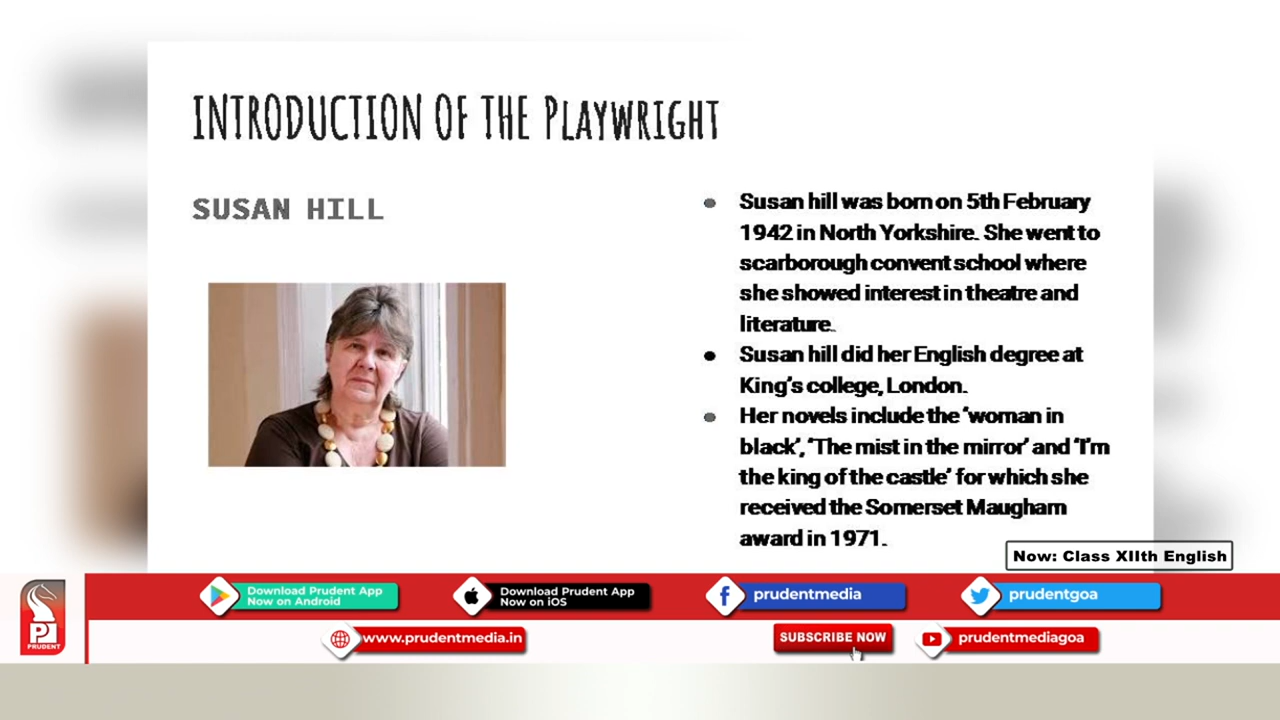 INTRODUCTION OF THE PLAYWRIGHT
SUSAN HILL
Susan hill was born on 5th February
1942 in North Yorkshire. She went to
scarborough convent school where
she showed interest in theatre and
literature.
Susan hill did her English degree at
King's college, London.
Her novels include the 'woman in
black', 'The mist in the mirror' and 'I'm
the king of the castle' for which she
received the Somerset Maugham
award in 1971.
Now: Class XIIth English
Download Prudent App
Now on Android
Download Prudent App
Now on iOS
prudentmedia
prudentgoa
PRUDENT
www.prudentmedia.in
SUBSCRIBE NOW
prudentmediagoa